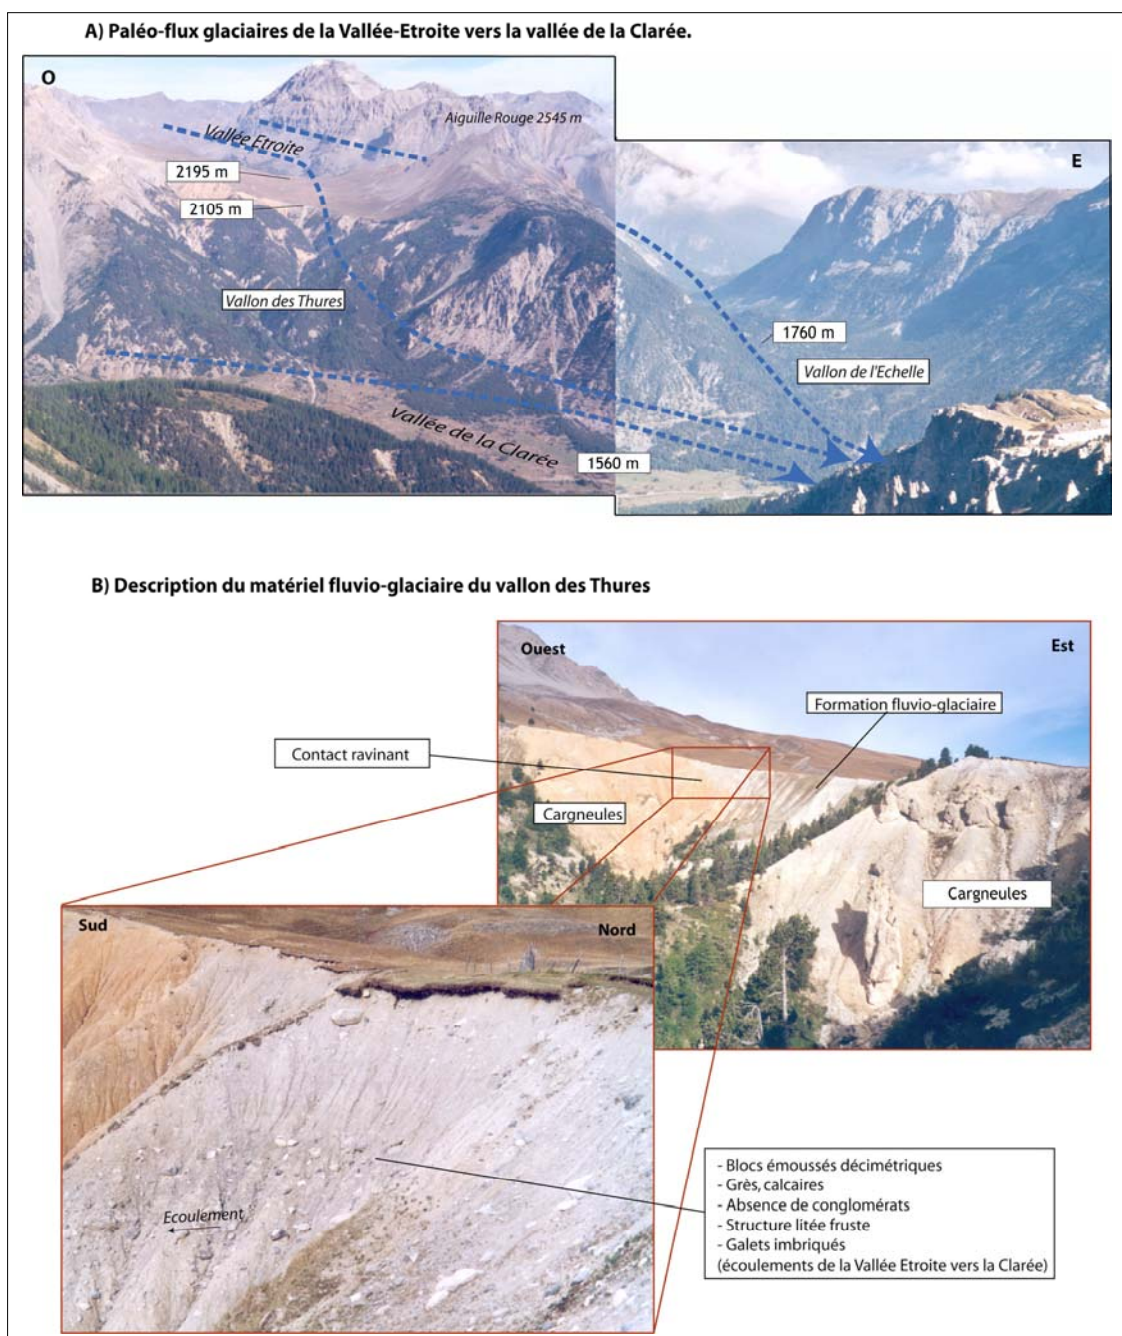 A) Paléo-flux glaciaires de la Vallée-Etroite vers la vallée de la Clarée.
O
Aiguille Rouge 2545 m
Vallée Etroite
E
2195 m
2105 m
Vallon des Thures
1760 m
Vallon de l'Echelle
Vallée de la Clarée
1560 m
B) Description du matériel fluvio-glaciaire du vallon des Thures
Ouest
Est
Formation fluvio-glaciaire
Contact ravinant
Cargneules
Cargneules
Sud
Nord
Ecoulement
- Blocs émoussés décimétriques
- Grès, calcaires
- Absence de conglomérats
- Structure litée fruste
- Galets imbriqués
(écoulements de la Vallée Etroite vers la Clarée)